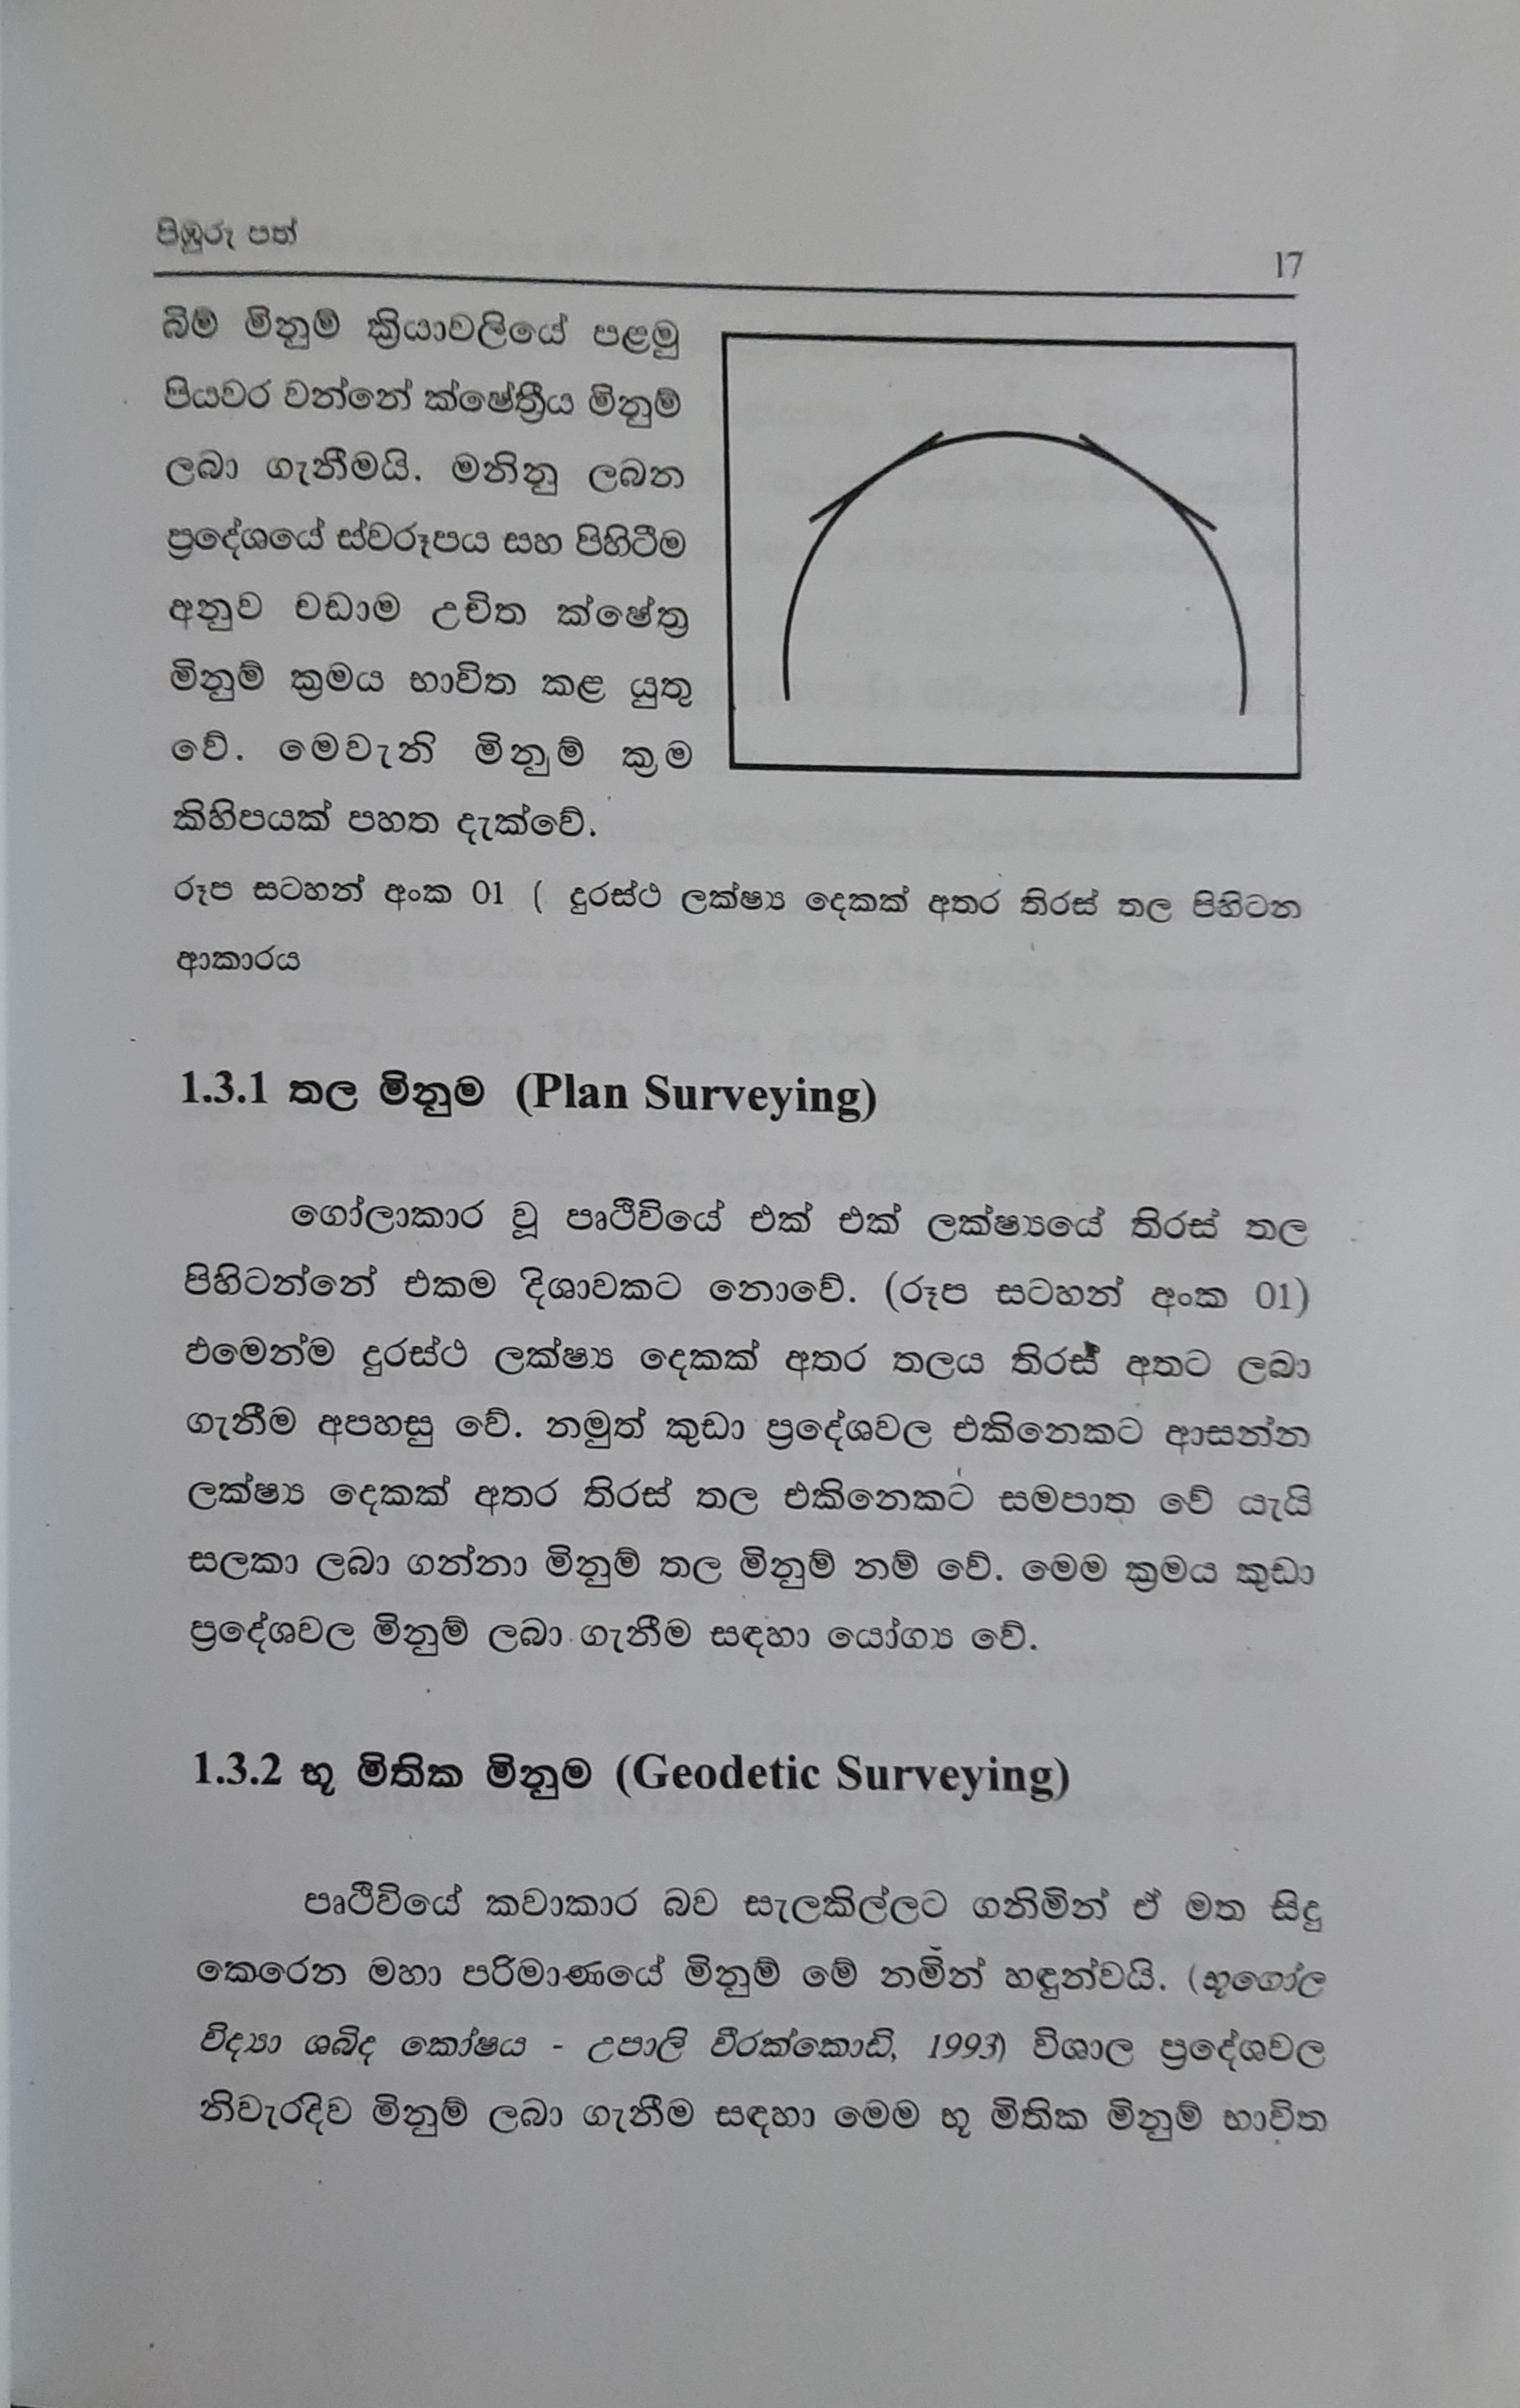 පිඹුරු පත්
17
බිම් මිනුම් ක්‍රියාවලියේ පළමු
පියවර වන්නේ ක්ෂේත්‍රීය මිනුම්
ලබා ගැනීමයි. මනිනු ලබන
ප්‍රදේශයේ ස්වරූපය සහ පිහිටීම
අනුව වඩාම උචිත ක්ෂේත්‍ර
මිනුම් ක්‍රමය භාවිත කළ යුතු
වේ. මෙවැනි මිනුම් ක්‍රම
කිහිපයක් පහත දැක්වේ.
රූප සටහන් අංක 01 ( දුරස්ථ ලක්ෂ්‍ය දෙකක් අතර තිරස් තල පිහිටන
ආකාරය
1.3.1 තල මිනුම (Plan Surveying)
ගෝලාකාර වූ පෘථිවියේ එක් එක් ලක්ෂ්‍යයේ තිරස් තල
පිහිටන්නේ එකම දිශාවකට නොවේ. (රූප සටහන් අංක 01)
එමෙන්ම දුරස්ථ ලක්ෂ්‍ය දෙකක් අතර තලය තිරස් අතට ලබා
ගැනීම අපහසු වේ. නමුත් කුඩා ප්‍රදේශවල එකිනෙකට ආසන්න
ලක්ෂ්‍ය දෙකක් අතර තිරස් තල එකිනෙකට සමපාත වේ යැයි
සලකා ලබා ගන්නා මිනුම් තල මිනුම් නම් වේ. මෙම ක්‍රමය කුඩා
ප්‍රදේශවල මිනුම් ලබා ගැනීම සඳහා යෝග්‍ය වේ.
1.3.2 භූ මිතික මිනුම (Geodetic Surveying)
පෘථිවියේ කවාකාර බව සැලකිල්ලට ගනිමින් ඒ මත සිදු
කෙරෙන මහා පරිමාණයේ මිනුම් මේ නමින් හඳුන්වයි. (භූගෝල
විද්‍යා ශබ්ද කෝෂය - උපාලි වීරක්කොඩි, 1993) විශාල ප්‍රදේශවල
නිවැරදිව මිනුම් ලබා ගැනීම සඳහා මෙම භූ මිතික මිනුම් භාවිත